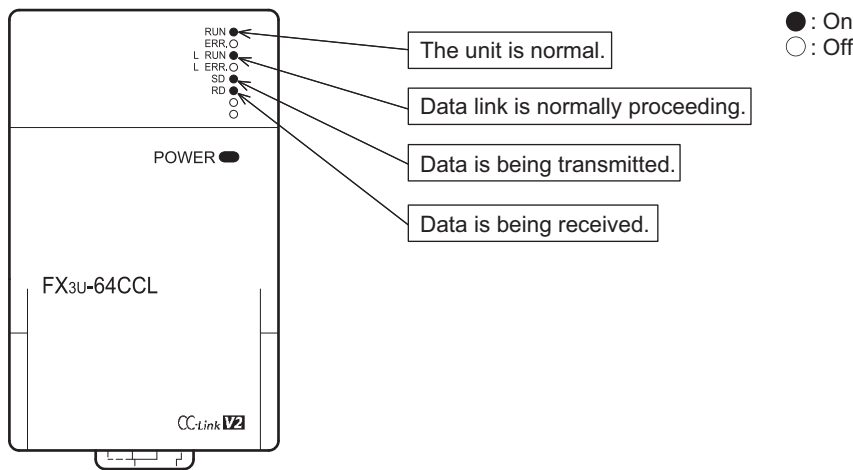 RUN
ERR.
L RUN
L ERR.
SD
RD
POWER
FX3U-64CCL
CC-Link V2
The unit is normal.
Data link is normally proceeding.
Data is being transmitted.
Data is being received.
: On
: Off